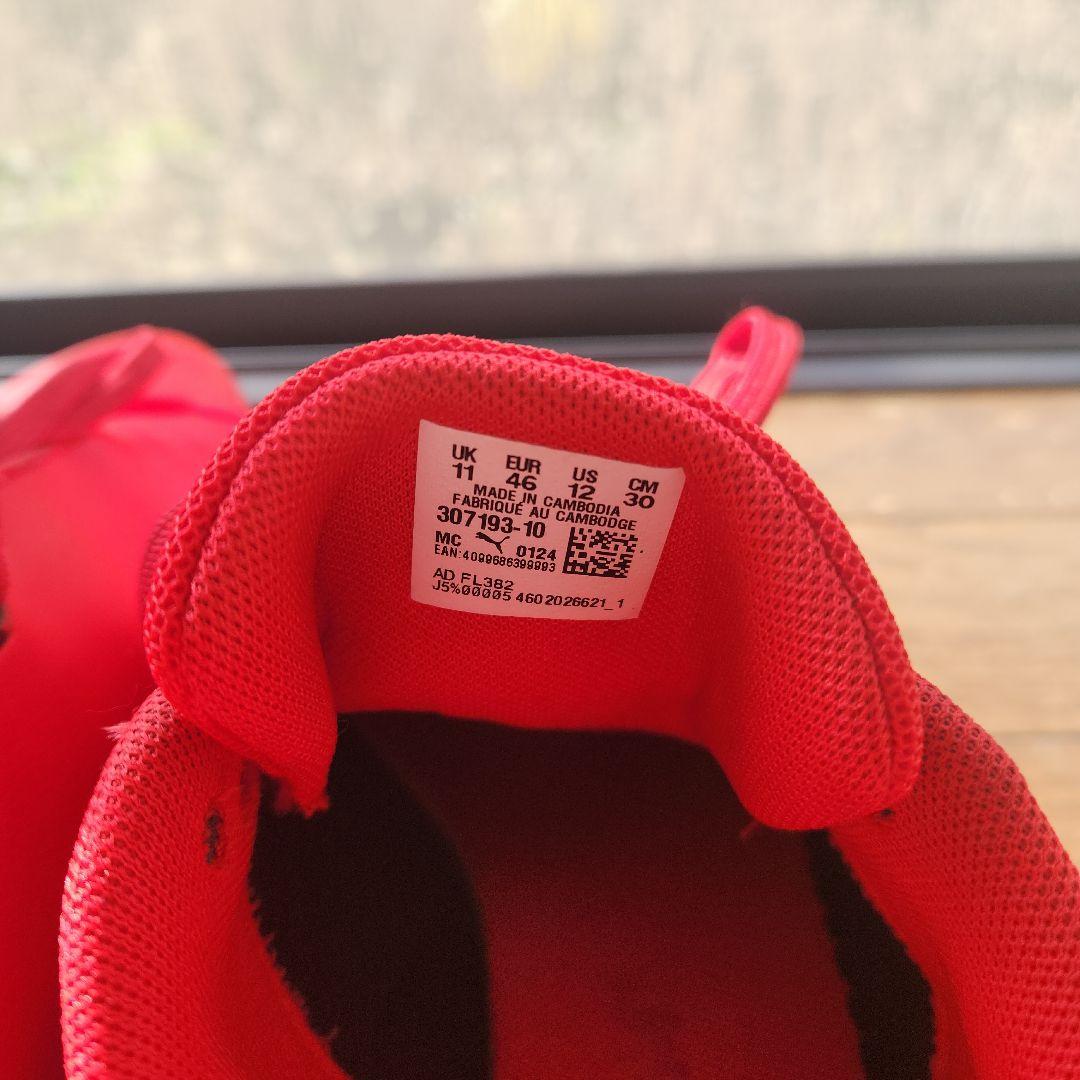 UK EUR US CM
11 46 12 30
MADE IN CAMBODIA
FABRIQUÉ AU CAMBODGE
307193-10
MC 0124
EAN:4099686399993
AD FL382
J5%00005 4602026621_1